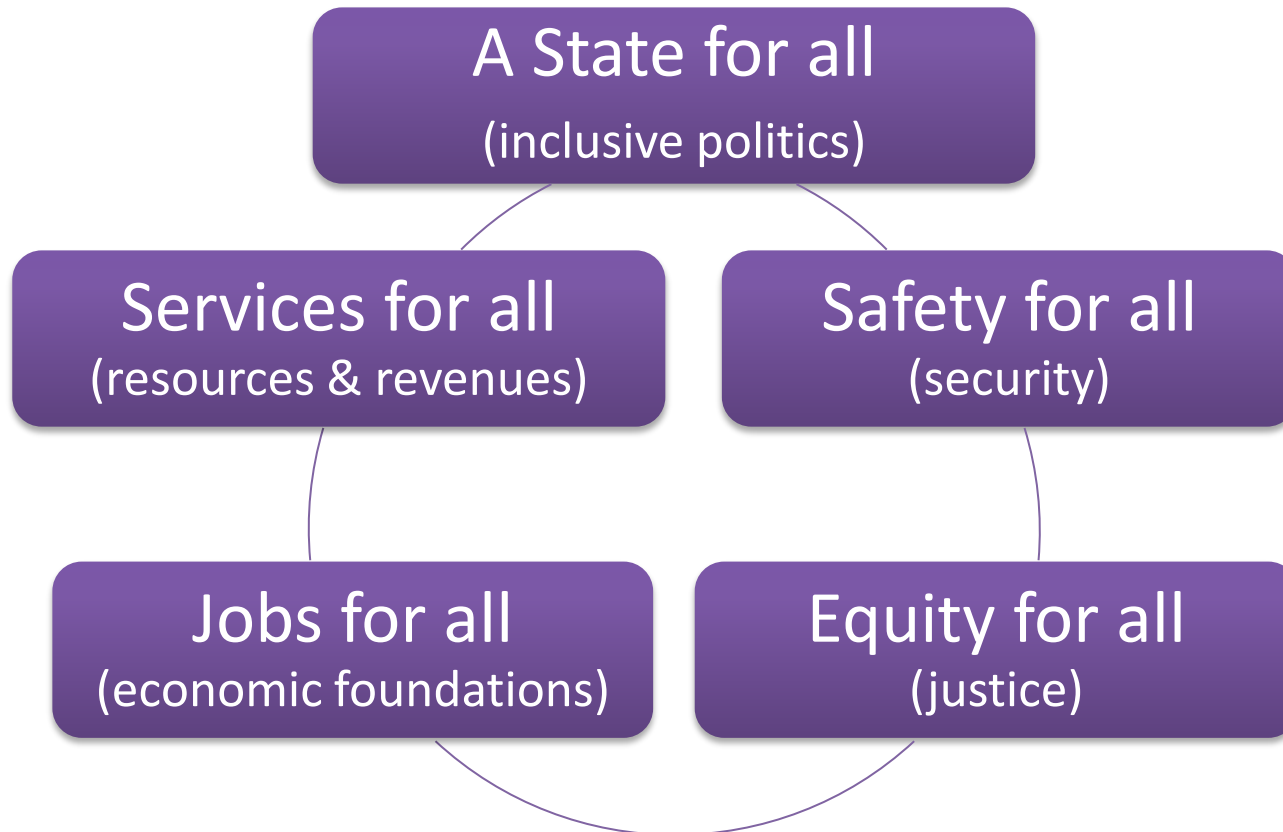 A State for all
(inclusive politics)
Services for all
(resources & revenues)
Safety for all
(security)
Jobs for all
(economic foundations)
Equity for all
(justice)